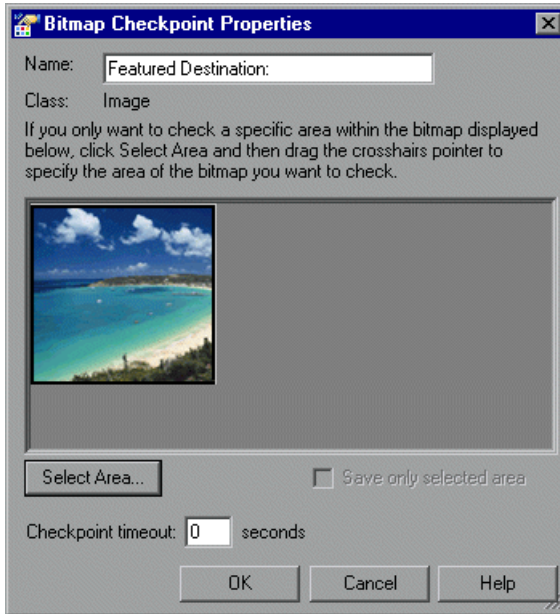 Bitmap Checkpoint Properties
Name: Featured Destination:
Class: Image
If you only want to check a specific area within the bitmap displayed
below, click Select Area and then drag the crosshairs pointer to
specify the area of the bitmap you want to check.
Select Area... Save only selected area
Checkpoint timeout: 0 seconds
OK Cancel Help